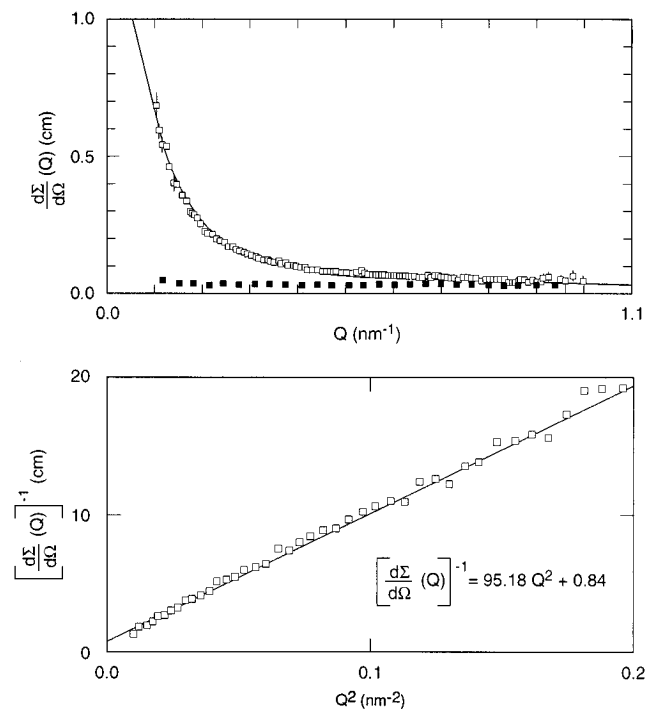 1.0
0.5
0.0
dΣ
dΩ
(Q) (cm)
0.0
1.1
Q (nm-1)
20
10
0
[dΣ
dΩ
(Q)]-1 (cm)
[dΣ
dΩ
(Q)]-1 = 95.18 Q2 + 0.84
0.0
0.1
0.2
Q2 (nm-2)